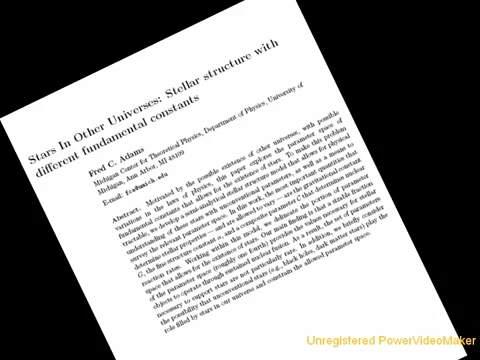 Stars In Other Universes: Stellar structure with
different fundamental constants
Fred C. Adams
Michigan Center for Theoretical Physics, Department of Physics, University of
Michigan, Ann Arbor, MI 48109
E-mail: fca@umich.edu
Abstract. Motivated by the possible existence of other universes, with possible
variations in the laws of physics, this paper explores the parameter space of
fundamental constants that allows for the existence of stars. To make this problem
tractable, we develop a semi-analytical stellar structure model that allows for physical
understanding of these stars with unconventional parameters, as well as a means to
survey the relevant parameter space. In this work, the most important quantities that
determine stellar properties—and are allowed to vary—are the gravitational constant
G, the fine structure constant α, and a composite parameter C that determines nuclear
reaction rates. Working within this model, we delineate the portion of parameter
space that allows for the existence of stars. Our main finding is that a sizable fraction
of the parameter space (roughly one fourth) provides the values necessary for stellar
objects to operate through sustained nuclear fusion. As a result, the set of parameters
necessary to support stars are not particularly rare. In addition, we briefly consider
the possibility that unconventional stars (e.g., black holes, dark matter stars) play the
role filled by stars in our universe and constrain the allowed parameter space.
Unregistered PowerVideoMaker